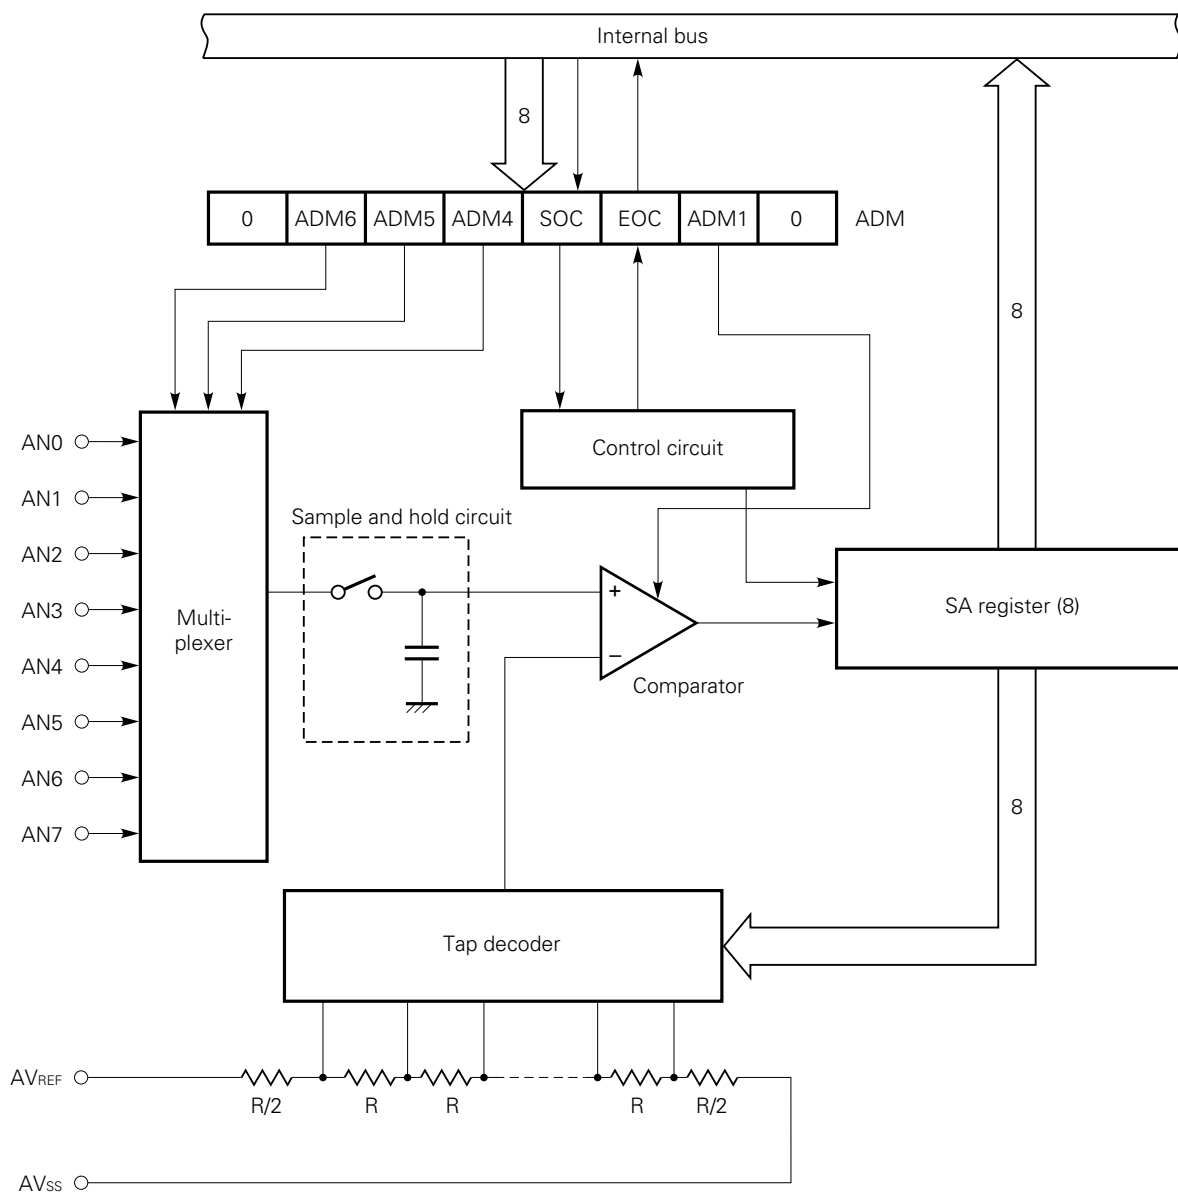 Internal bus
8
0 ADM6 ADM5 ADM4 SOC EOC ADM1 0 ADM
8
Control circuit
AN0
AN1
AN2
AN3
AN4
AN5
AN6
AN7
Multi-
plexer
Sample and hold circuit
+
−
Comparator
SA register (8)
8
Tap decoder
AVREF
R/2 R R R R/2
AVSS